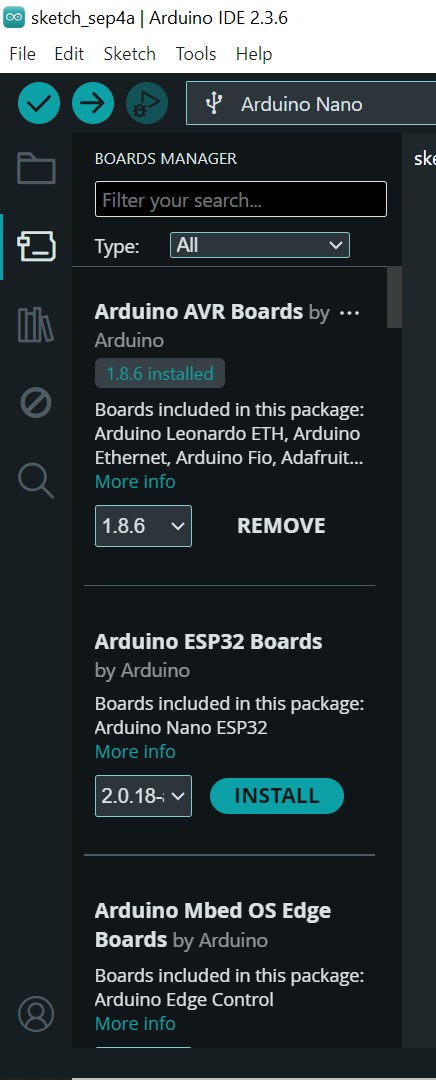 sketch_sep4a | Arduino IDE 2.3.6
File Edit Sketch Tools Help
Arduino Nano
BOARDS MANAGER
ske
Filter your search...
Type: All
Arduino AVR Boards by ...
Arduino
1.8.6 installed
Boards included in this package:
Arduino Leonardo ETH, Arduino
Ethernet, Arduino Fio, Adafruit...
More info
1.8.6 REMOVE
Arduino ESP32 Boards
by Arduino
Boards included in this package:
Arduino Nano ESP32
More info
2.0.18- INSTALL
Arduino Mbed OS Edge
Boards by Arduino
Boards included in this package:
Arduino Edge Control
More info